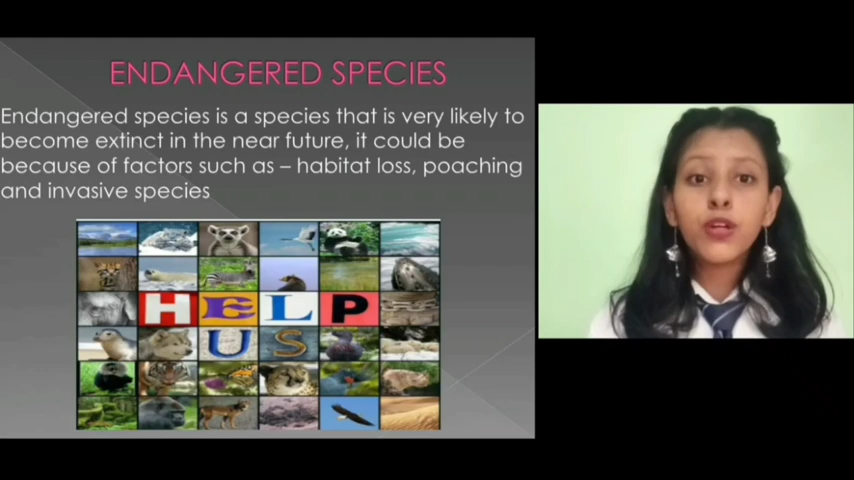 ENDANGERED SPECIES
Endangered species is a species that is very likely to
become extinct in the near future, it could be
because of factors such as – habitat loss, poaching
and invasive species
HELP
US